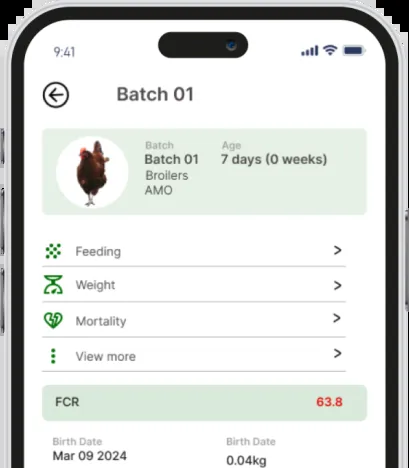 9:41
Batch 01
Batch Age
Batch 01 7 days (0 weeks)
Broilers
AMO
Feeding >
Weight >
Mortality >
View more >
FCR 63.8
Birth Date Birth Date
Mar 09 2024 0.04kg